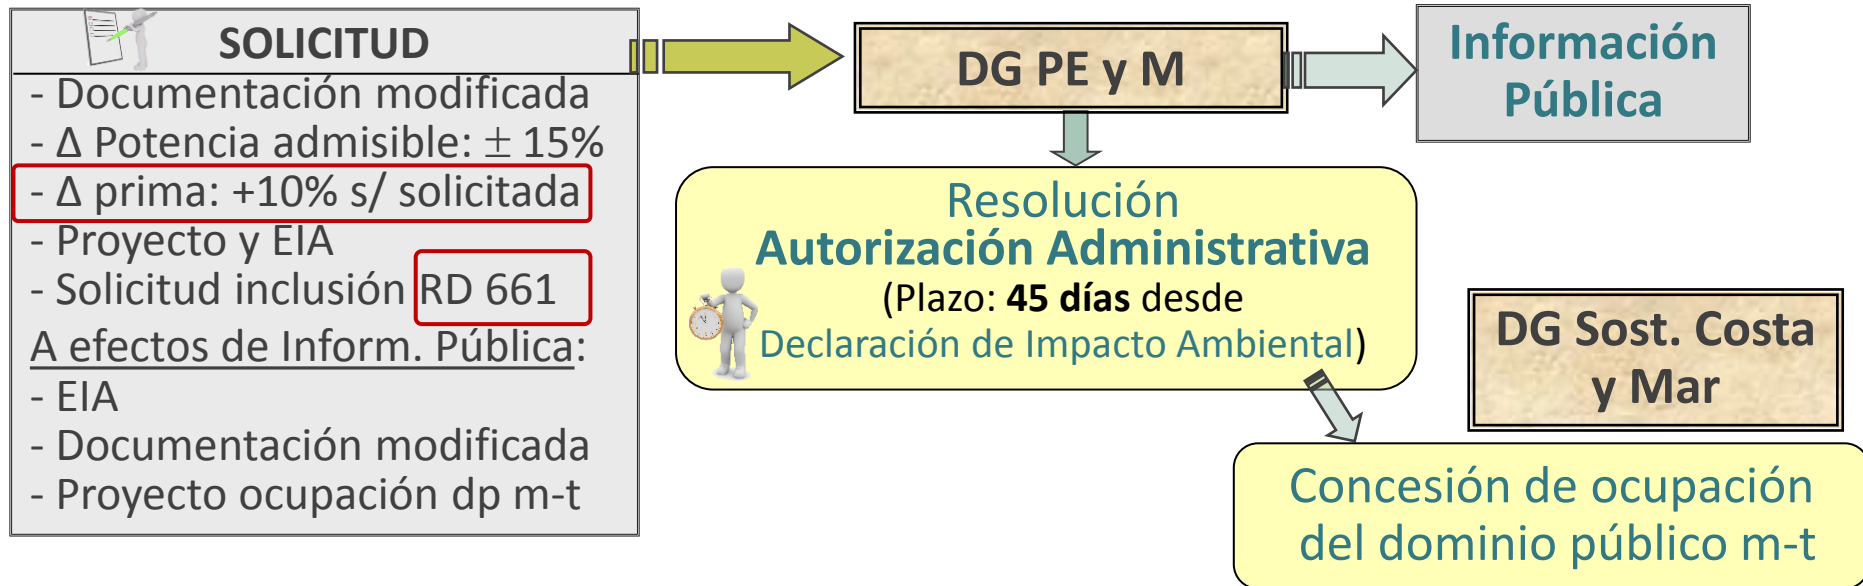 SOLICITUD
- Documentación modificada
- Δ Potencia admisible: ± 15%
- Δ prima: +10% s/ solicitada
- Proyecto y EIA
- Solicitud inclusión RD 661
A efectos de Inform. Pública:
- EIA
- Documentación modificada
- Proyecto ocupación dp m-t
DG PE y M
Información
Pública
Resolución
Autorización Administrativa
(Plazo: 45 días desde
Declaración de Impacto Ambiental)
DG Sost. Costa
y Mar
Concesión de ocupación
del dominio público m-t